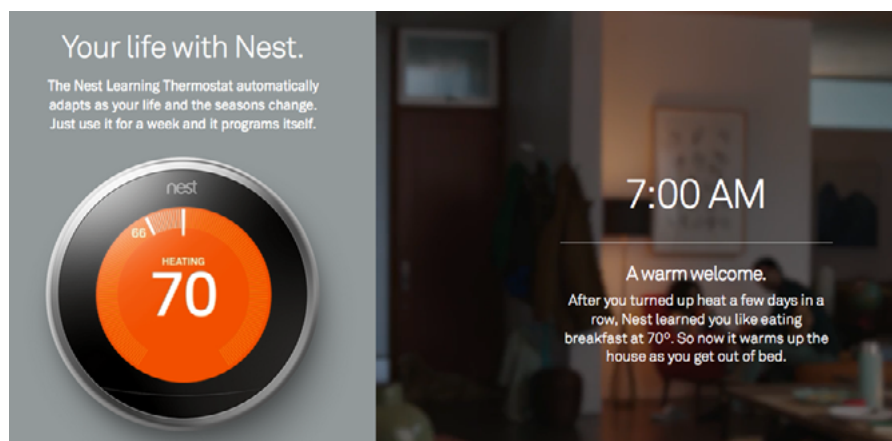 Your life with Nest.
The Nest Learning Thermostat automatically
adapts as your life and the seasons change.
Just use it for a week and it programs itself.
nest
66
HEATING
70
7:00 AM
A warm welcome.
After you turned up heat a few days in a
row, Nest learned you like eating
breakfast at 70º. So now it warms up the
house as you get out of bed.